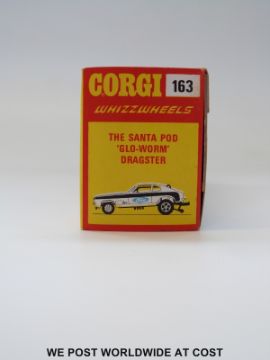 CORGI 163
WHIZZWHEELS
THE SANTA POD
'GLO-WORM'
DRAGSTER
WE POST WORLDWIDE AT COST